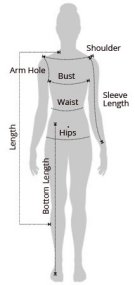 Shoulder
Arm Hole
Bust
Sleeve
Length
Waist
Hips
Length
Bottom Length